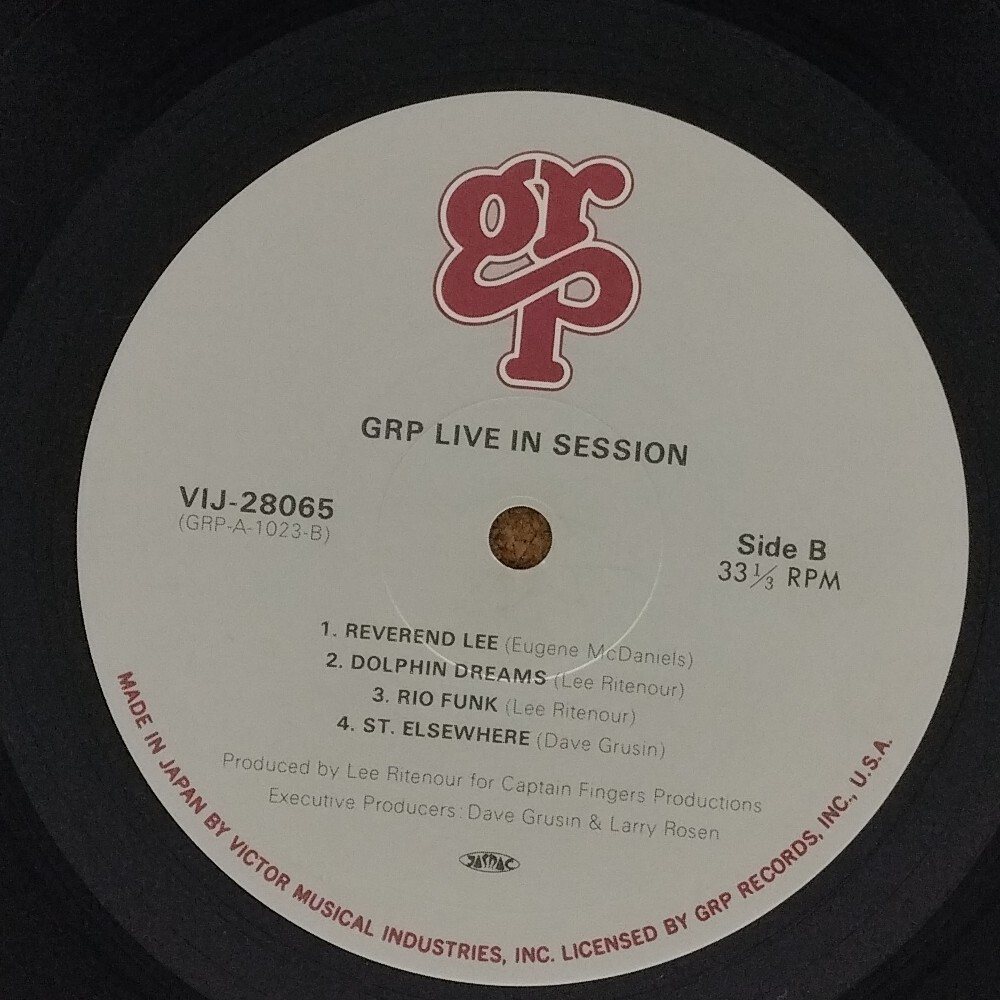 grp
GRP LIVE IN SESSION
VIJ-28065
(GRP-A-1023-B)
Side B
33 1/3 RPM
1. REVEREND LEE (Eugene McDaniels)
2. DOLPHIN DREAMS (Lee Ritenour)
3. RIO FUNK (Lee Ritenour)
4. ST. ELSEWHERE (Dave Grusin)
Produced by Lee Ritenour for Captain Fingers Productions
Executive Producers: Dave Grusin & Larry Rosen
JASRAC
MADE IN JAPAN BY VICTOR MUSICAL INDUSTRIES, INC. LICENSED BY GRP RECORDS, INC., U.S.A.